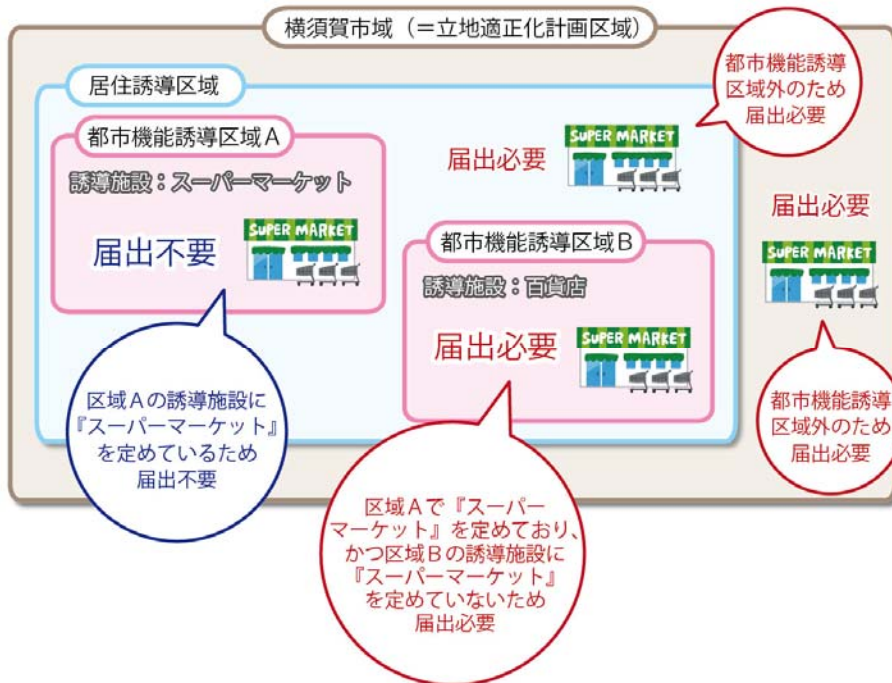 横須賀市域（＝立地適正化計画区域）
都市機能誘導
区域外のため
届出必要
居住誘導区域
都市機能誘導区域A
誘導施設：スーパーマーケット
届出不要
SUPER MARKET
届出必要
SUPER MARKET
届出必要
SUPER MARKET
都市機能誘導区域B
誘導施設：百貨店
届出必要
SUPER MARKET
区域Aの誘導施設に
『スーパーマーケット』
を定めているため
届出不要
区域Aで『スーパー
マーケット』を定めており、
かつ区域Bの誘導施設に
『スーパーマーケット』
を定めていないため
届出必要
都市機能誘導
区域外のため
届出必要